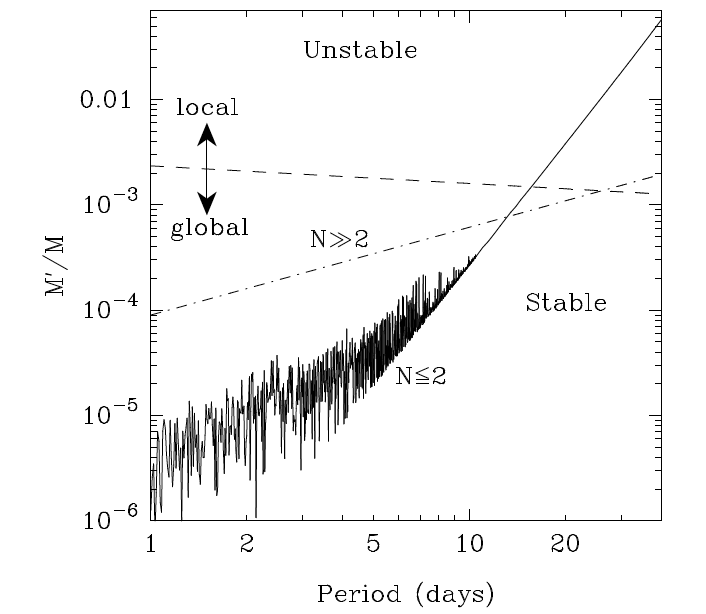 Unstable
0.01
local
10⁻³
global
N≫2
M′/M
10⁻⁴
Stable
N≦2
10⁻⁵
10⁻⁶
1 2 5 10 20
Period (days)